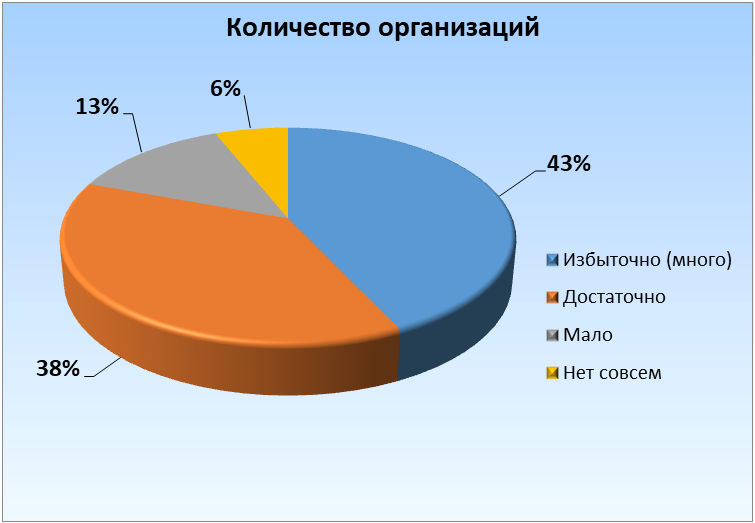 Количество организаций
6%
13%
43%
38%
Избыточно (много)
Достаточно
Мало
Нет совсем